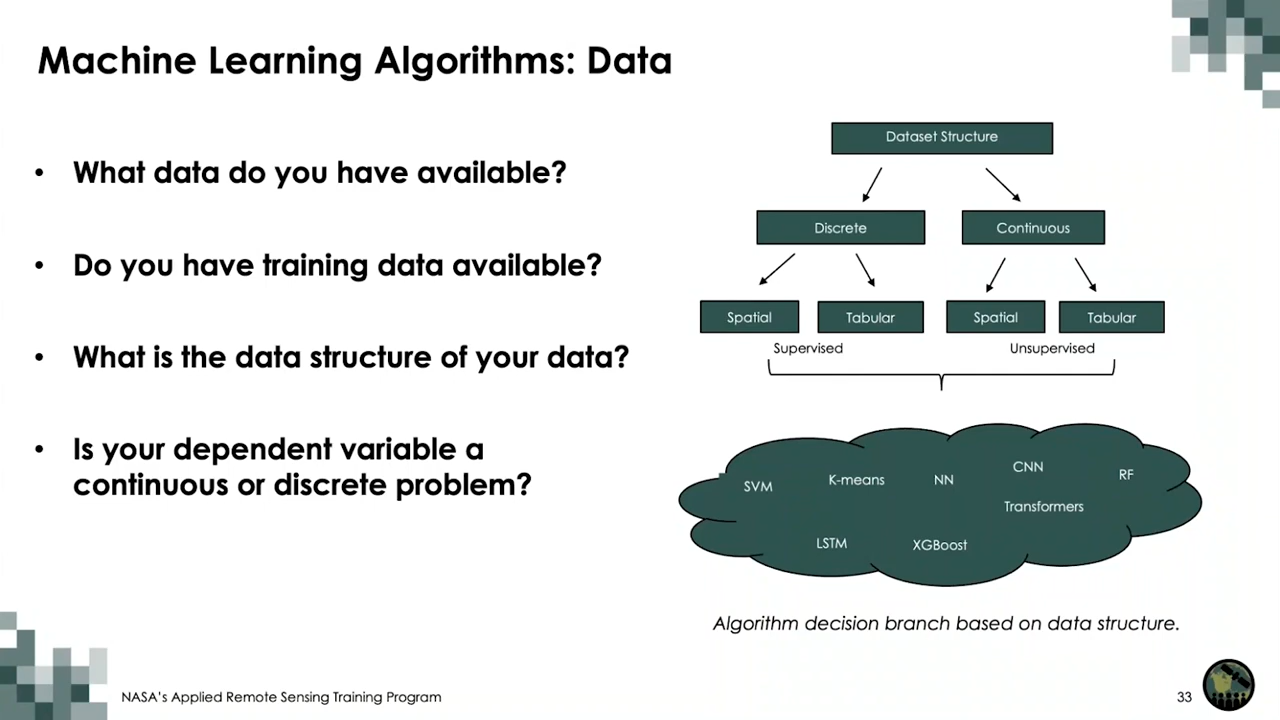 Machine Learning Algorithms: Data
• What data do you have available?
• Do you have training data available?
• What is the data structure of your data?
• Is your dependent variable a
continuous or discrete problem?
Dataset Structure
Discrete
Continuous
Spatial
Tabular
Spatial
Tabular
Supervised
Unsupervised
SVM
K-means
NN
CNN
RF
Transformers
LSTM
XGBoost
Algorithm decision branch based on data structure.
NASA's Applied Remote Sensing Training Program
33